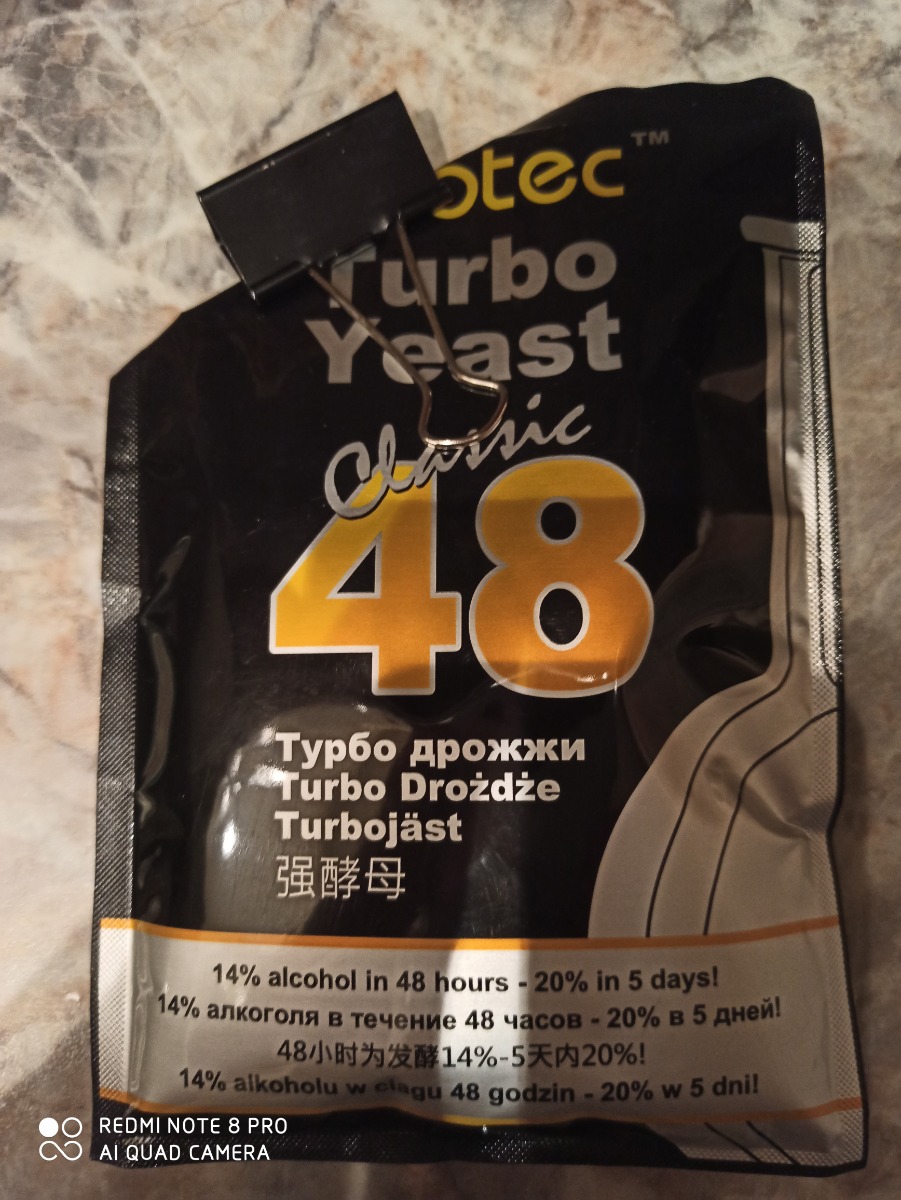 otec™
Turbo
Yeast
Classic
48
Турбо дрожжи
Turbo Drożdże
Turbojäst
强酵母
14% alcohol in 48 hours - 20% in 5 days!
14% алкоголя в течение 48 часов - 20% в 5 дней!
48小时为发酵14%-5天内20%!
14% alkoholu w ciągu 48 godzin - 20% w 5 dni!
REDMI NOTE 8 PRO
AI QUAD CAMERA